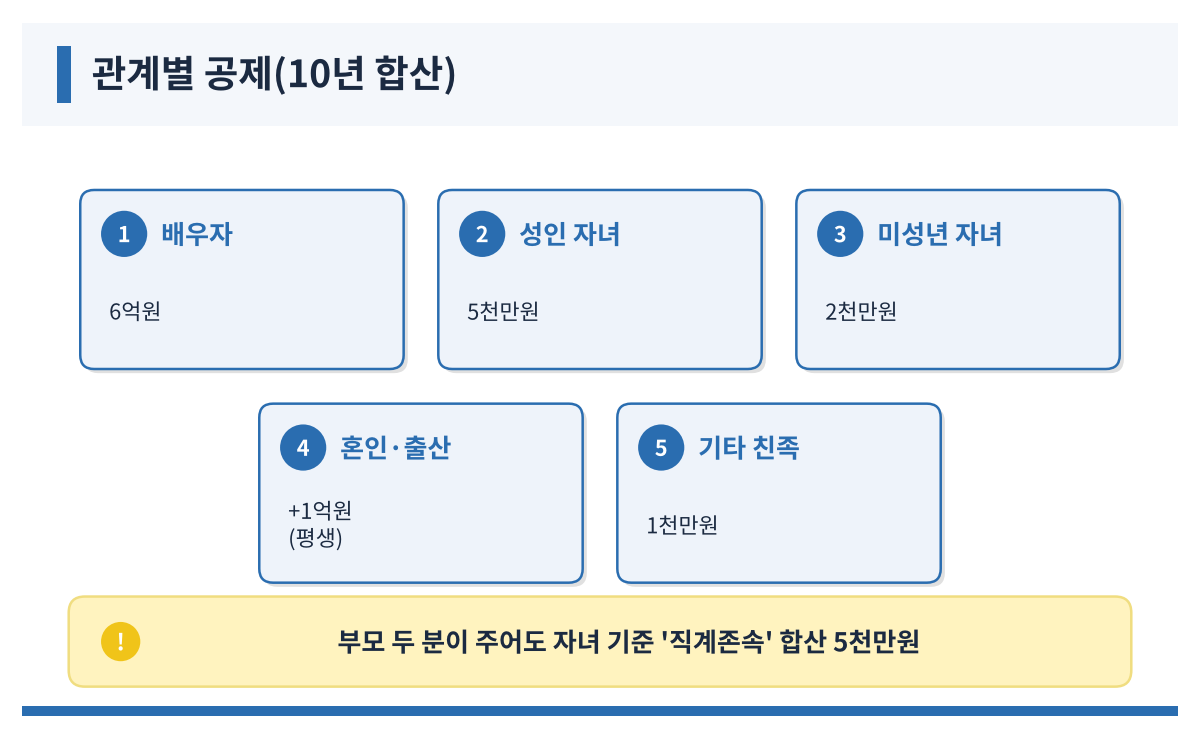 관계별 공제(10년 합산)
1 배우자
6억원
2 성인 자녀
5천만원
3 미성년 자녀
2천만원
4 혼인·출산
+1억원
(평생)
5 기타 친족
1천만원
! 부모 두 분이 주어도 자녀 기준 '직계존속' 합산 5천만원